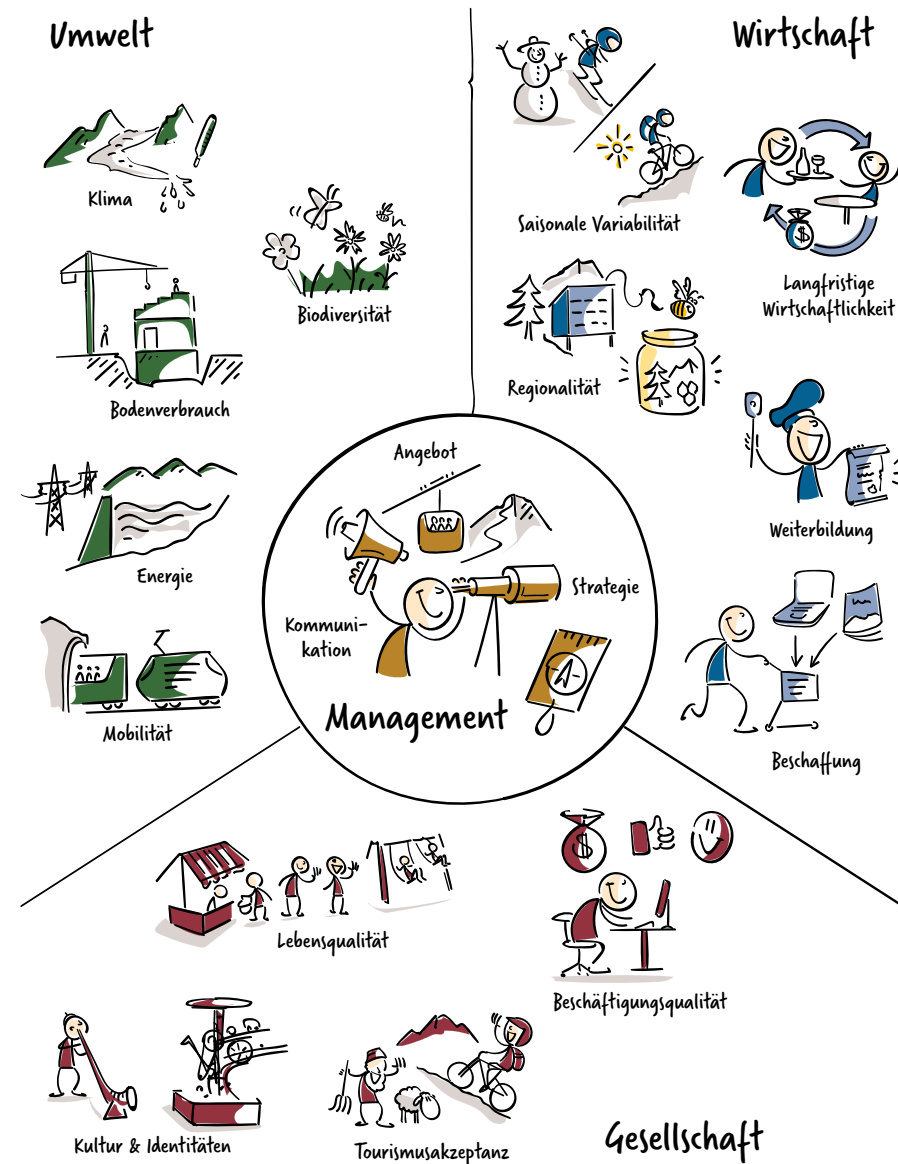 Umwelt
Klima
Biodiversität
Bodenverbrauch
Energie
Mobilität
Wirtschaft
Saisonale Variabilität
$
Langfristige
Wirtschaftlichkeit
Regionalität
Weiterbildung
Beschaffung
Angebot
Strategie
Kommuni-
kation
Management
$
Lebensqualität
Beschäftigungsqualität
Kultur & Identitäten
Tourismusakzeptanz
Gesellschaft